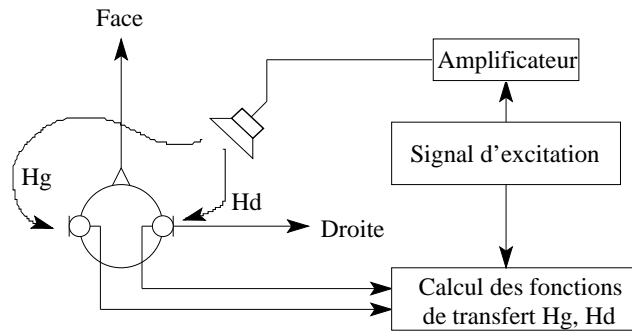 Face
Amplificateur
Signal d'excitation
Hg
Hd
Droite
Calcul des fonctions
de transfert Hg, Hd